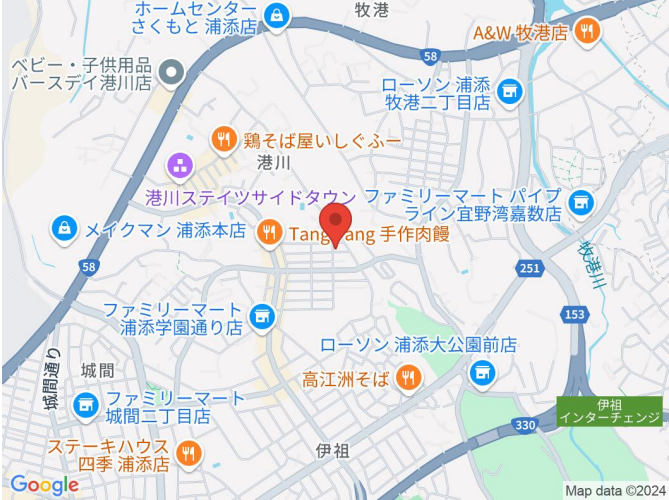 ホームセンター
さくもと 浦添店
牧港
A&W 牧港店
58
ベビー・子供用品
バースデイ港川店
ローソン 浦添
牧港二丁目店
鶏そば屋いしぐふー
港川
港川ステイツサイドタウン
ファミリーマート パイプ
ライン宜野湾嘉数店
メイクマン 浦添本店
Tang 手作肉饅
58
251
牧港川
153
ファミリーマート
浦添学園通り店
城間通り
城間
ローソン 浦添大公園前店
高江洲そば
ファミリーマート
城間二丁目店
伊祖
インターチェンジ
330
伊祖
ステーキハウス
四季 浦添店
Google
Map data ©2024